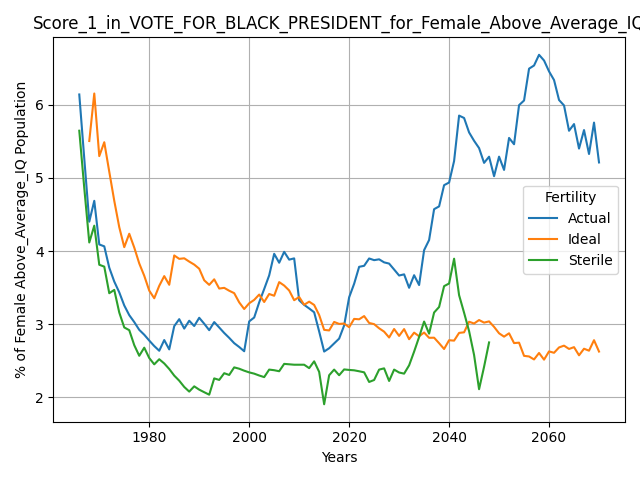 Score_1_in_VOTE_FOR_BLACK_PRESIDENT_for_Female_Above_Average_IQ
% of Female Above_Average_IQ Population
6
5
4
3
2
Fertility
Actual
Ideal
Sterile
1980 2000 2020 2040 2060
Years